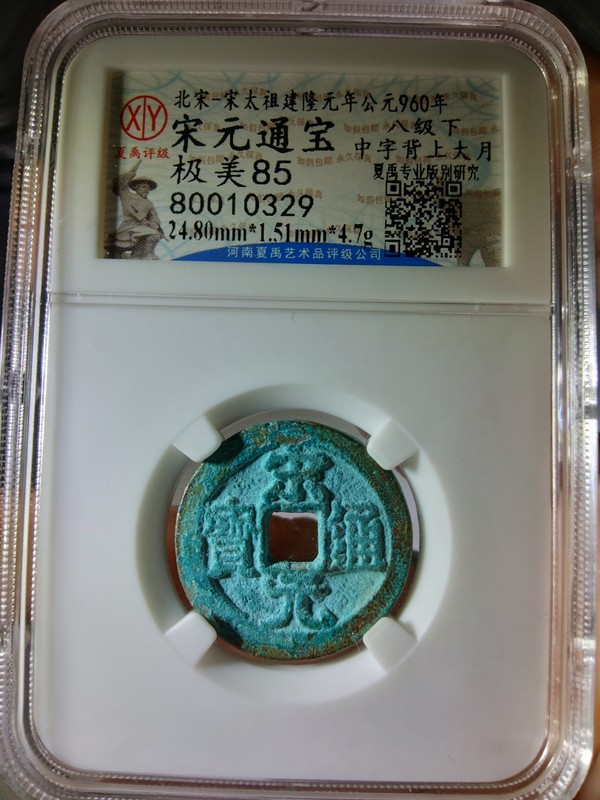 北宋-宋太祖建隆元年公元960年
XY
夏禹评级
宋元通宝
八级下
极美85
中字背上大月
80010329
夏禹专业版别研究
24.80mm*1.51mm*4.7g
河南夏禹艺术品评级公司
宋
元
通
寶